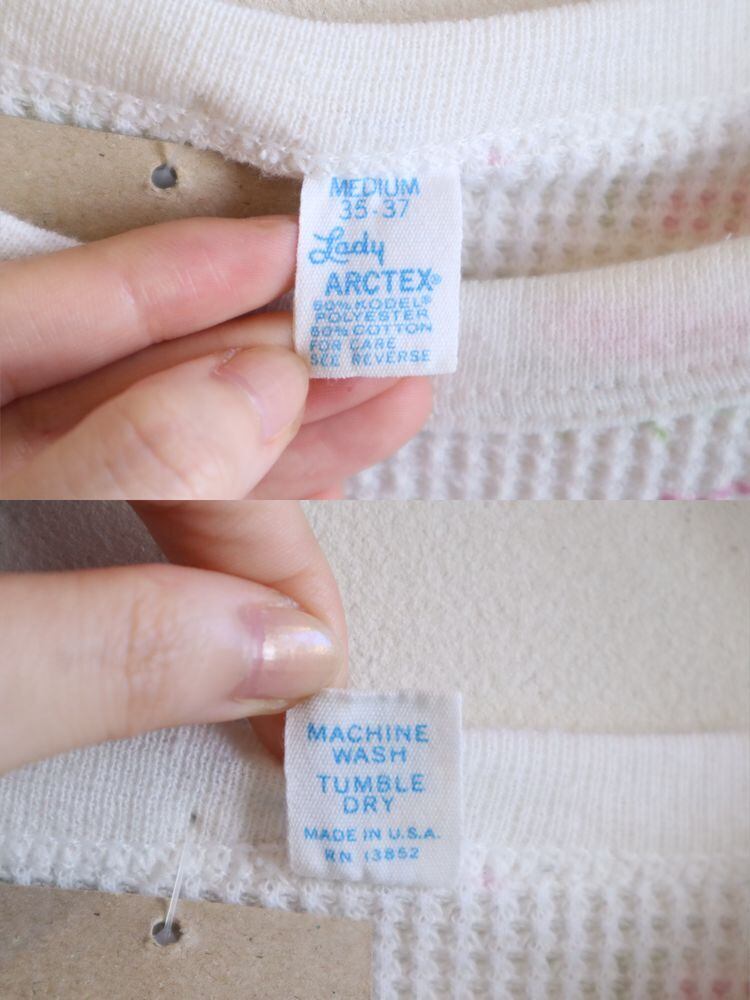 MEDIUM
35-37
Lady
ARCTEX®
50% KODEL®
POLYESTER
50% COTTON
FOR CARE
SEE REVERSE
MACHINE
WASH
TUMBLE
DRY
MADE IN U.S.A.
RN 13852